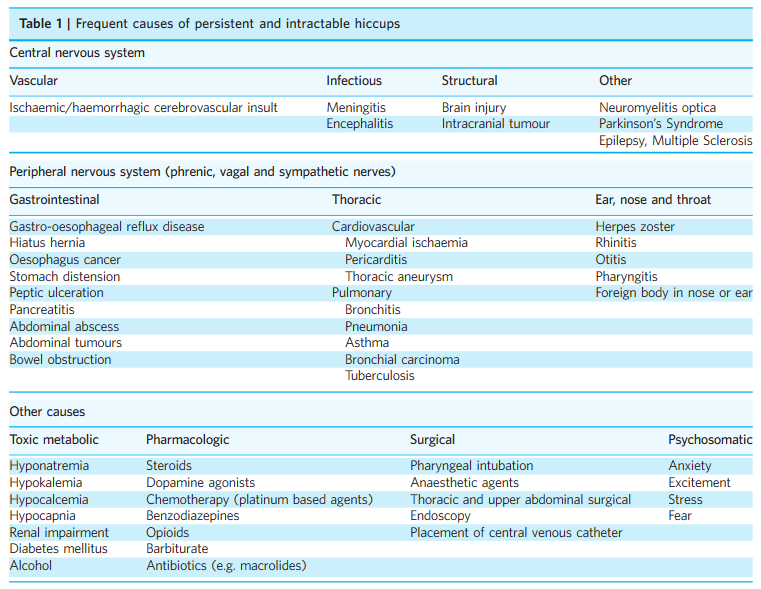 Table 1 | Frequent causes of persistent and intractable hiccups
Central nervous system
Vascular Infectious Structural Other
Ischaemic/haemorrhagic cerebrovascular insult Meningitis Brain injury Neuromyelitis optica
Encephalitis Intracranial tumour Parkinson's Syndrome
Epilepsy, Multiple Sclerosis
Peripheral nervous system (phrenic, vagal and sympathetic nerves)
Gastrointestinal Thoracic Ear, nose and throat
Gastro-oesophageal reflux disease Cardiovascular Herpes zoster
Hiatus hernia Myocardial ischaemia Rhinitis
Oesophagus cancer Pericarditis Otitis
Stomach distension Thoracic aneurysm Pharyngitis
Peptic ulceration Pulmonary Foreign body in nose or ear
Pancreatitis Bronchitis
Abdominal abscess Pneumonia
Abdominal tumours Asthma
Bowel obstruction Bronchial carcinoma
Tuberculosis
Other causes
Toxic metabolic Pharmacologic Surgical Psychosomatic
Hyponatremia Steroids Pharyngeal intubation Anxiety
Hypokalemia Dopamine agonists Anaesthetic agents Excitement
Hypocalcemia Chemotherapy (platinum based agents) Thoracic and upper abdominal surgical Stress
Hypocapnia Benzodiazepines Endoscopy Fear
Renal impairment Opioids Placement of central venous catheter
Diabetes mellitus Barbiturate
Alcohol Antibiotics (e.g. macrolides)